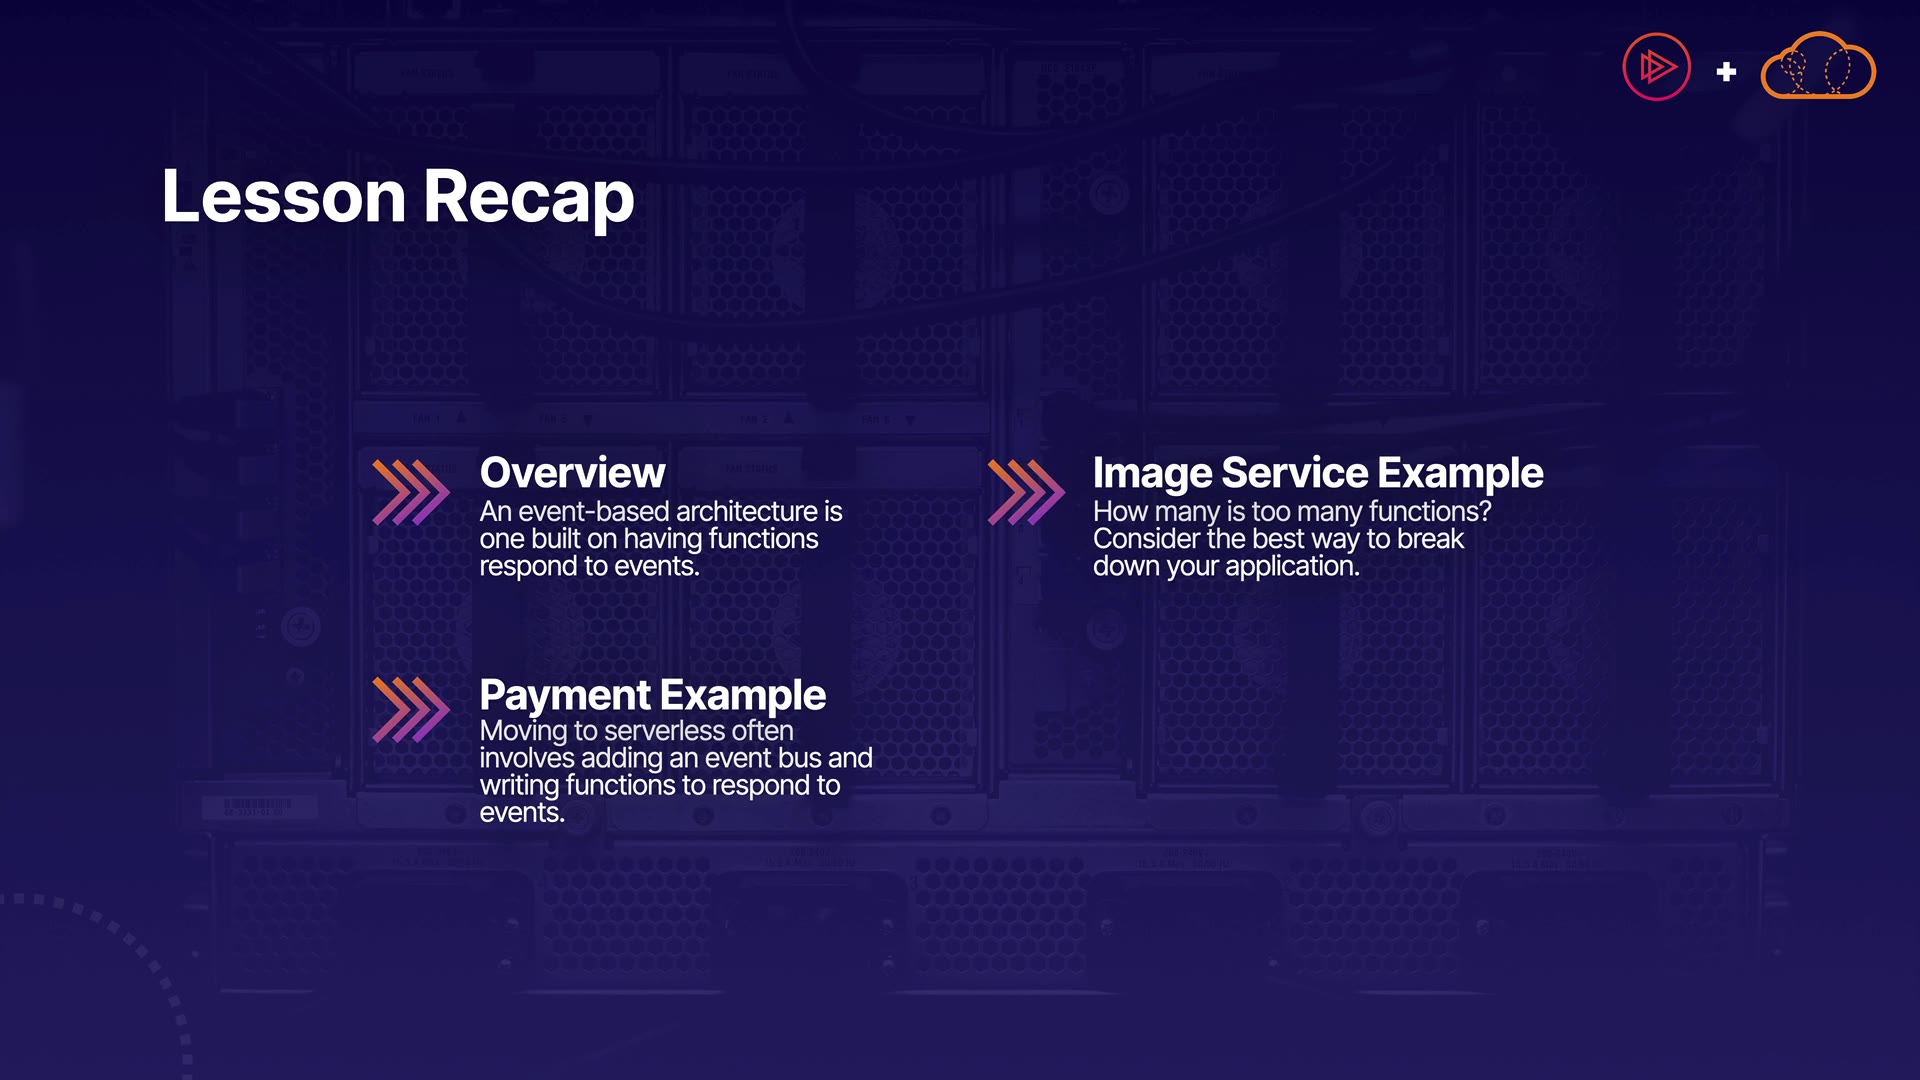 Lesson Recap
Overview
An event-based architecture is
one built on having functions
respond to events.
Image Service Example
How many is too many functions?
Consider the best way to break
down your application.
Payment Example
Moving to serverless often
involves adding an event bus and
writing functions to respond to
events.